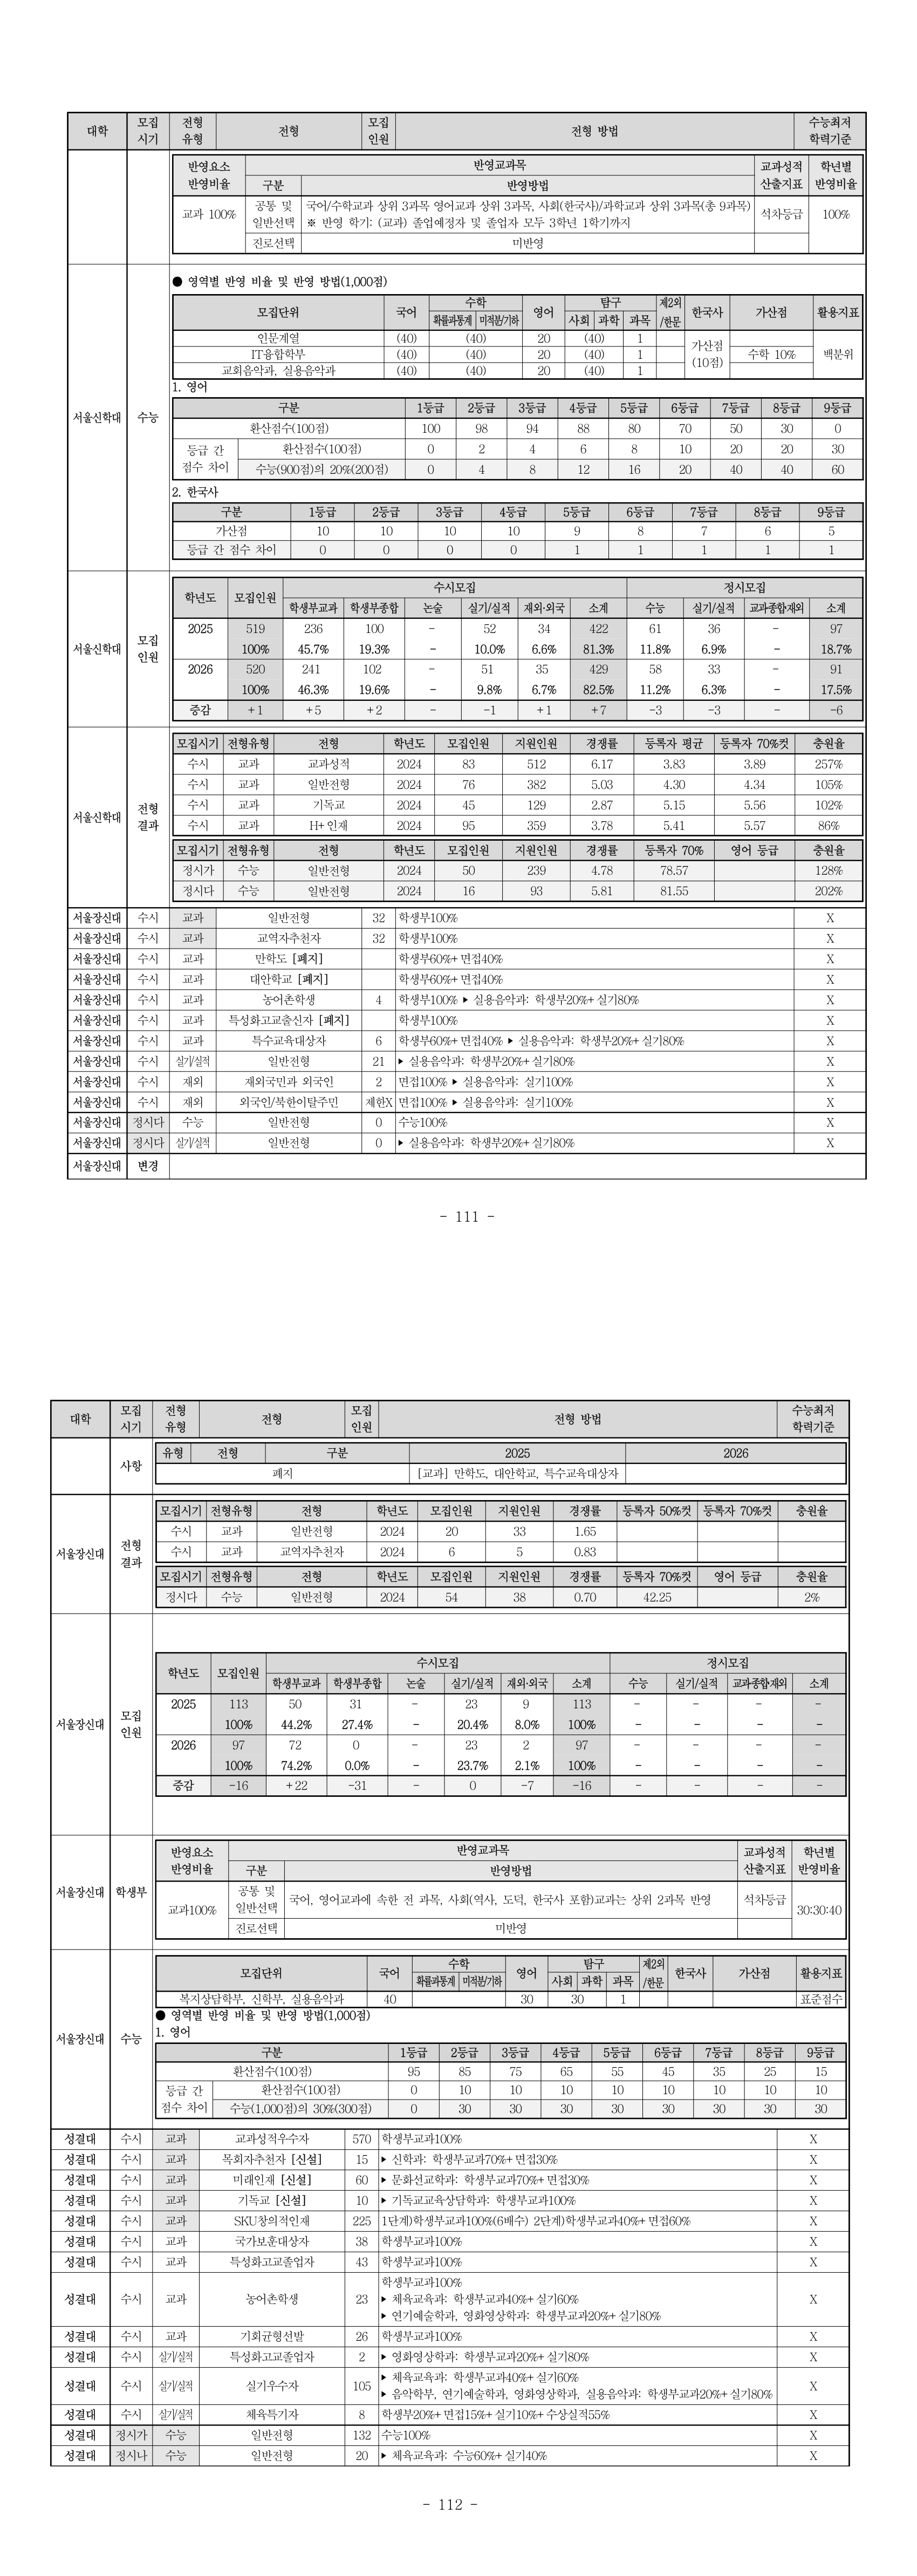 대학 모집시기 전형유형 전형 모집인원 전형 방법 수능최저학력기준
반영요소 반영비율 반영교과목 교과성적 산출지표 학년별 반영비율
구분 반영방법
교과 100% 공통 및 일반선택 국어/수학교과 상위 3과목 영어교과 상위 3과목, 사회(한국사)/과학교과 상위 3과목(총 9과목) 석차등급 100%
※ 반영 학기: (교과) 졸업예정자 및 졸업자 모두 3학년 1학기까지
진로선택 미반영
서울신학대 수능
● 영역별 반영 비율 및 반영 방법(1,000점)
모집단위 국어 수학 영어 탐구 제2외/한문 한국사 가산점 활용지표
확률과통계 미적분/기하 사회 과학 과목
인문계열 (40) (40) 20 (40) 1 가산점 (10점) 백분위
IT융합학부 (40) (40) 20 (40) 1 수학 10%
교회음악과, 실용음악과 (40) (40) 20 (40) 1
1. 영어
구분 1등급 2등급 3등급 4등급 5등급 6등급 7등급 8등급 9등급
환산점수(100점) 100 98 94 88 80 70 50 30 0
등급 간 점수 차이 환산점수(100점) 0 2 4 6 8 10 20 20 30
수능(900점)의 20%(200점) 0 4 8 12 16 20 40 40 60
2. 한국사
구분 1등급 2등급 3등급 4등급 5등급 6등급 7등급 8등급 9등급
가산점 10 10 10 10 9 8 7 6 5
등급 간 점수 차이 0 0 0 0 1 1 1 1 1
서울신학대 모집인원
학년도 모집인원 수시모집 정시모집
학생부교과 학생부종합 논술 실기/실적 재외·외국 소계 수능 실기/실적 교과종합재외 소계
2025 519 236 100 - 52 34 422 61 36 - 97
100% 45.7% 19.3% - 10.0% 6.6% 81.3% 11.8% 6.9% - 18.7%
2026 520 241 102 - 51 35 429 58 33 - 91
100% 46.3% 19.6% - 9.8% 6.7% 82.5% 11.2% 6.3% - 17.5%
증감 +1 +5 +2 - -1 +1 +7 -3 -3 - -6
서울신학대 전형결과
모집시기 전형유형 전형 학년도 모집인원 지원인원 경쟁률 등록자 평균 등록자 70%컷 충원율
수시 교과 교과성적 2024 83 512 6.17 3.83 3.89 257%
수시 교과 일반전형 2024 76 382 5.03 4.30 4.34 105%
수시 교과 기독교 2024 45 129 2.87 5.15 5.56 102%
수시 교과 H+인재 2024 95 359 3.78 5.41 5.57 86%
모집시기 전형유형 전형 학년도 모집인원 지원인원 경쟁률 등록자 70% 영어 등급 충원율
정시가 수능 일반전형 2024 50 239 4.78 78.57 128%
정시다 수능 일반전형 2024 16 93 5.81 81.55 202%
서울장신대 수시 교과 일반전형 32 학생부100% X
서울장신대 수시 교과 교역자추천자 32 학생부100% X
서울장신대 수시 교과 만학도 [폐지] 학생부60%+면접40% X
서울장신대 수시 교과 대안학교 [폐지] 학생부60%+면접40% X
서울장신대 수시 교과 농어촌학생 4 학생부100% ▶ 실용음악과: 학생부20%+실기80% X
서울장신대 수시 교과 특성화고교출신자 [폐지] 학생부100% X
서울장신대 수시 교과 특수교육대상자 6 학생부60%+면접40% ▶ 실용음악과: 학생부20%+실기80% X
서울장신대 수시 실기/실적 일반전형 21 ▶ 실용음악과: 학생부20%+실기80% X
서울장신대 수시 재외 재외국민과 외국인 2 면접100% ▶ 실용음악과: 실기100% X
서울장신대 수시 재외 외국인/북한이탈주민 제한X 면접100% ▶ 실용음악과: 실기100% X
서울장신대 정시다 수능 일반전형 0 수능100% X
서울장신대 정시다 실기/실적 일반전형 0 ▶ 실용음악과: 학생부20%+실기80% X
서울장신대 변경
- 111 -
대학 모집시기 전형유형 전형 모집인원 전형 방법 수능최저학력기준
사항
유형 전형 구분 2025 2026
폐지 [교과] 만학도, 대안학교, 특수교육대상자
서울장신대 전형결과
모집시기 전형유형 전형 학년도 모집인원 지원인원 경쟁률 등록자 50%컷 등록자 70%컷 충원율
수시 교과 일반전형 2024 20 33 1.65
수시 교과 교역자추천자 2024 6 5 0.83
모집시기 전형유형 전형 학년도 모집인원 지원인원 경쟁률 등록자 70%컷 영어 등급 충원율
정시다 수능 일반전형 2024 54 38 0.70 42.25 2%
서울장신대 모집인원
학년도 모집인원 수시모집 정시모집
학생부교과 학생부종합 논술 실기/실적 재외·외국 소계 수능 실기/실적 교과종합재외 소계
2025 113 50 31 - 23 9 113 - - - -
100% 44.2% 27.4% - 20.4% 8.0% 100% - - - -
2026 97 72 0 - 23 2 97 - - - -
100% 74.2% 0.0% - 23.7% 2.1% 100% - - - -
증감 -16 +22 -31 - 0 -7 -16 - - - -
서울장신대 학생부
반영요소 반영비율 반영교과목 교과성적 산출지표 학년별 반영비율
구분 반영방법
교과100% 공통 및 일반선택 국어, 영어교과에 속한 전 과목, 사회(역사, 도덕, 한국사 포함)교과는 상위 2과목 반영 석차등급 30:30:40
진로선택 미반영
서울장신대 수능
모집단위 국어 수학 영어 탐구 제2외/한문 한국사 가산점 활용지표
확률과통계 미적분/기하 사회 과학 과목
복지상담학부, 신학부, 실용음악과 40 30 30 1 표준점수
● 영역별 반영 비율 및 반영 방법(1,000점)
1. 영어
구분 1등급 2등급 3등급 4등급 5등급 6등급 7등급 8등급 9등급
환산점수(100점) 95 85 75 65 55 45 35 25 15
등급 간 점수 차이 환산점수(100점) 0 10 10 10 10 10 10 10 10
수능(1,000점)의 30%(300점) 0 30 30 30 30 30 30 30 30
성결대 수시 교과 교과성적우수자 570 학생부교과100% X
성결대 수시 교과 목회자추천자 [신설] 15 ▶ 신학과: 학생부교과70%+면접30% X
성결대 수시 교과 미래인재 [신설] 60 ▶ 문화선교학과: 학생부교과70%+면접30% X
성결대 수시 교과 기독교 [신설] 10 ▶ 기독교교육상담학과: 학생부교과100% X
성결대 수시 교과 SKU창의적인재 225 1단계)학생부교과100%(6배수) 2단계)학생부교과40%+면접60% X
성결대 수시 교과 국가보훈대상자 38 학생부교과100% X
성결대 수시 교과 특성화고교졸업자 43 학생부교과100% X
성결대 수시 교과 농어촌학생 23 학생부교과100% X
▶ 체육교육과: 학생부교과40%+실기60%
▶ 연기예술학과, 영화영상학과: 학생부교과20%+실기80%
성결대 수시 교과 기회균형선발 26 학생부교과100% X
성결대 수시 실기/실적 특성화고교졸업자 2 ▶ 영화영상학과: 학생부교과20%+실기80% X
성결대 수시 실기/실적 실기우수자 105 ▶ 체육교육과: 학생부교과40%+실기60% X
▶ 음악학부, 연기예술학과, 영화영상학과, 실용음악과: 학생부교과20%+실기80%
성결대 수시 실기/실적 체육특기자 8 학생부20%+면접15%+실기10%+수상실적55% X
성결대 정시가 수능 일반전형 132 수능100% X
성결대 정시나 수능 일반전형 20 ▶ 체육교육과: 수능60%+실기40% X
- 112 -